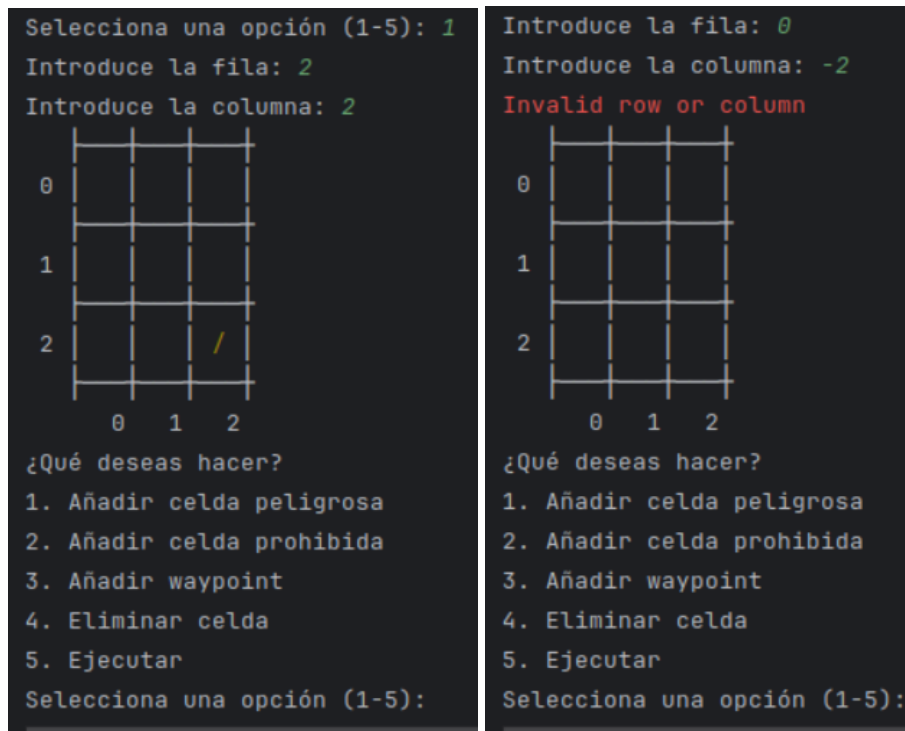 Selecciona una opción (1-5): 1
Introduce la fila: 2
Introduce la columna: 2
0
1
2 /
0 1 2
¿Qué deseas hacer?
1. Añadir celda peligrosa
2. Añadir celda prohibida
3. Añadir waypoint
4. Eliminar celda
5. Ejecutar
Selecciona una opción (1-5):
Introduce la fila: 0
Introduce la columna: -2
Invalid row or column
0
1
2
0 1 2
¿Qué deseas hacer?
1. Añadir celda peligrosa
2. Añadir celda prohibida
3. Añadir waypoint
4. Eliminar celda
5. Ejecutar
Selecciona una opción (1-5):